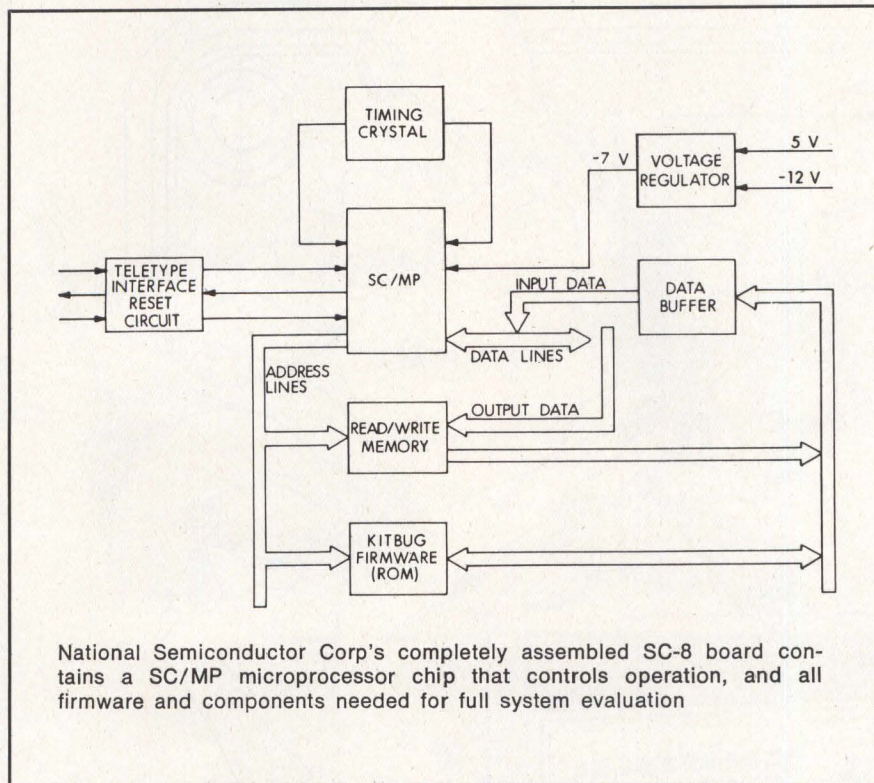 TIMING
CRYSTAL
-7 V
VOLTAGE
REGULATOR
5 V
-12 V
TELETYPE
INTERFACE
RESET
CIRCUIT
SC/MP
INPUT DATA
DATA
BUFFER
DATA LINES
ADDRESS
LINES
OUTPUT DATA
READ/WRITE
MEMORY
KITBUG
FIRMWARE
(ROM)
National Semiconductor Corp's completely assembled SC-8 board con-
tains a SC/MP microprocessor chip that controls operation, and all
firmware and components needed for full system evaluation